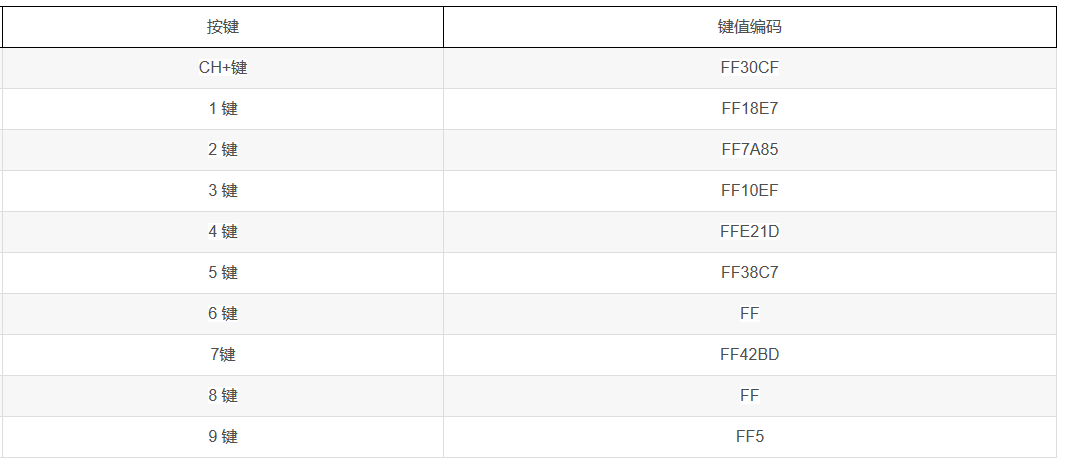 按键 键值编码
CH+键 FF30CF
1 键 FF18E7
2 键 FF7A85
3 键 FF10EF
4 键 FFE21D
5 键 FF38C7
6 键 FF
7键 FF42BD
8 键 FF
9 键 FF5